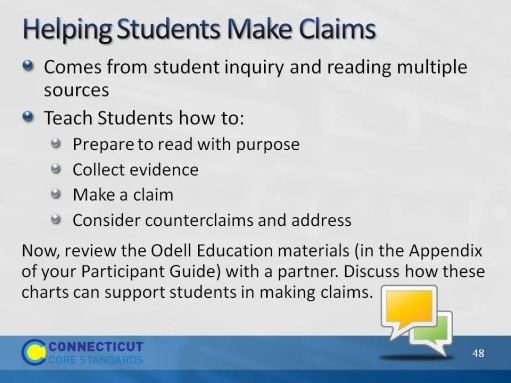 Helping Students Make Claims
Comes from student inquiry and reading multiple
sources
Teach Students how to:
Prepare to read with purpose
Collect evidence
Make a claim
Consider counterclaims and address
Now, review the Odell Education materials (in the Appendix
of your Participant Guide) with a partner. Discuss how these
charts can support students in making claims.
CONNECTICUT
CORE STANDARDS
48